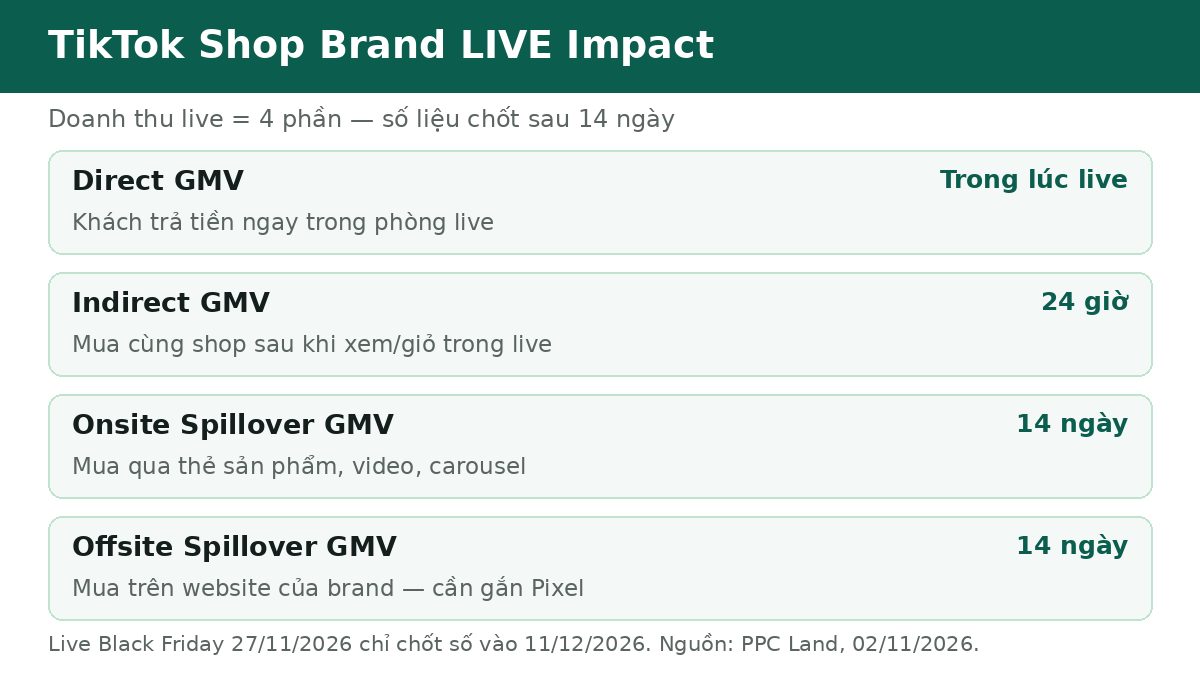 TikTok Shop Brand LIVE Impact
Doanh thu live = 4 phần — số liệu chốt sau 14 ngày
Direct GMV
Trong lúc live
Khách trả tiền ngay trong phòng live
Indirect GMV
24 giờ
Mua cùng shop sau khi xem/giỏ trong live
Onsite Spillover GMV
14 ngày
Mua qua thẻ sản phẩm, video, carousel
Offsite Spillover GMV
14 ngày
Mua trên website của brand — cần gắn Pixel
Live Black Friday 27/11/2026 chỉ chốt số vào 11/12/2026. Nguồn: PPC Land, 02/11/2026.